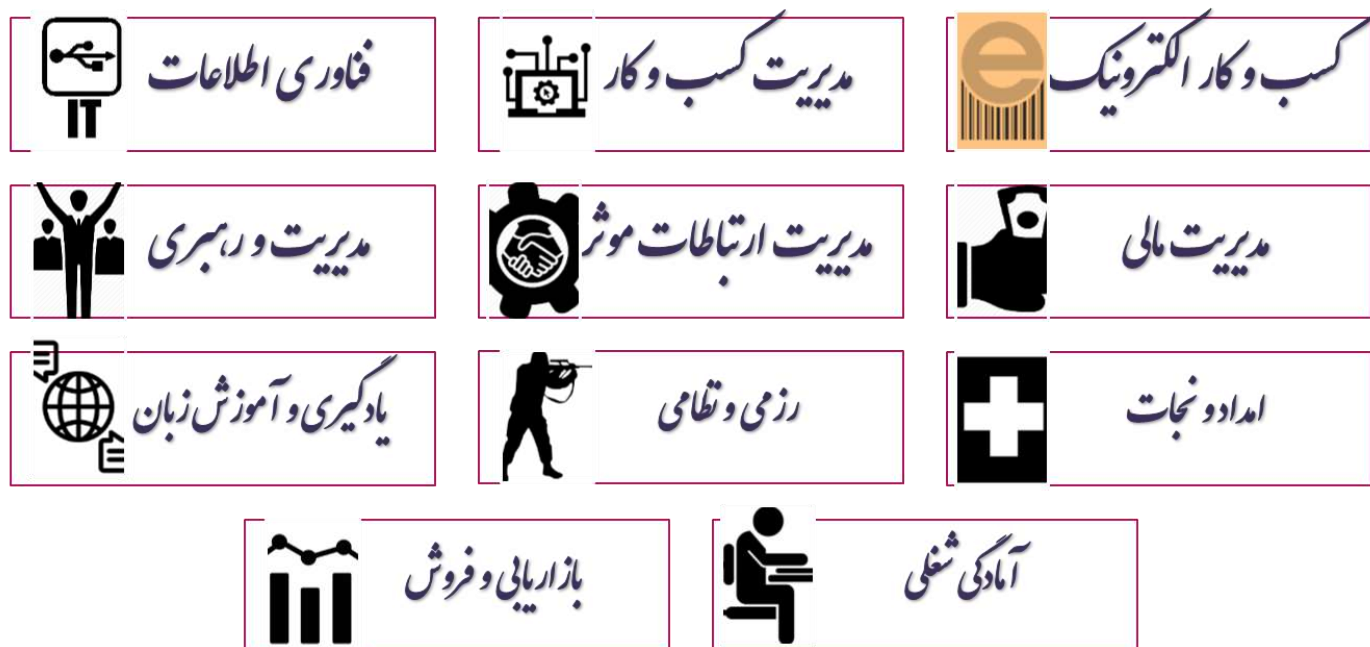 کسب و کار الکترونیک
مدیریت کسب و کار
فناوری اطلاعات
IT
مدیریت مالی
مدیریت ارتباطات موثر
مدیریت و رهبری
امداد و نجات
رزمی و نظامی
یادگیری و آموزش زبان
آمادگی شغلی
بازاریابی و فروش